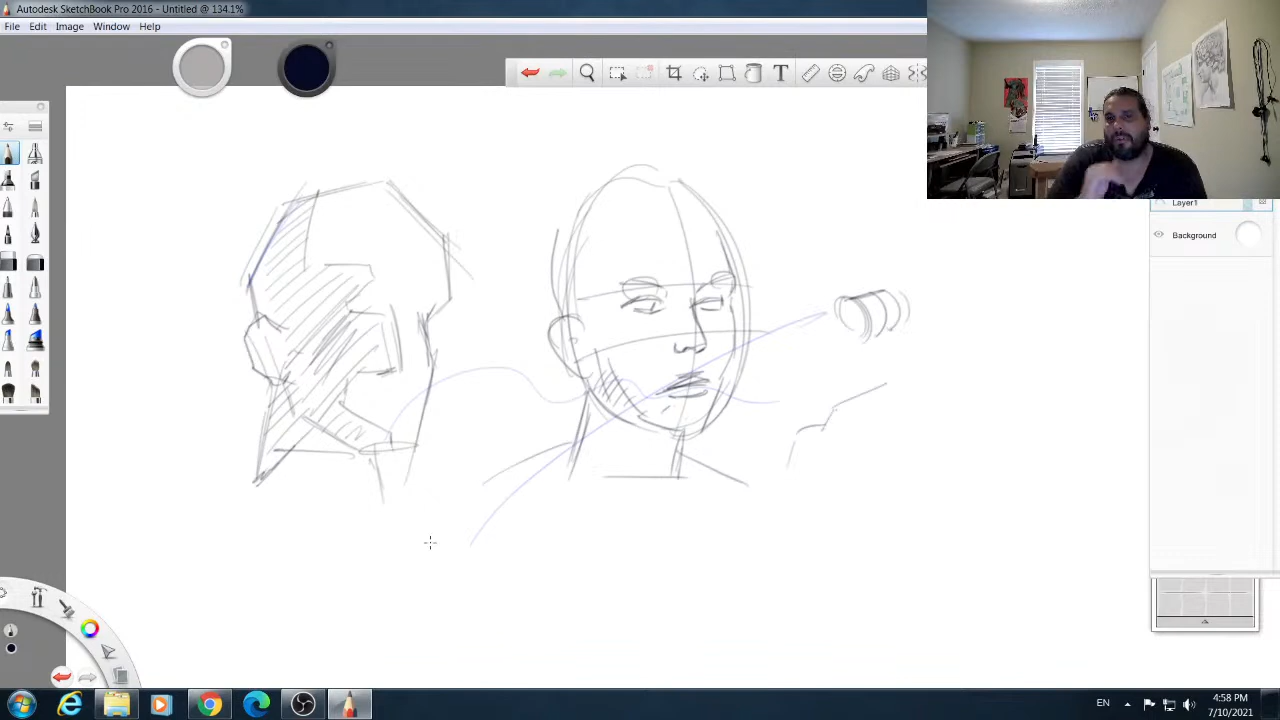 Autodesk SketchBook Pro 2016 - Untitled @ 134.1%
File Edit Image Window Help
T
Layer1
Background
EN
4:58 PM
7/10/2021